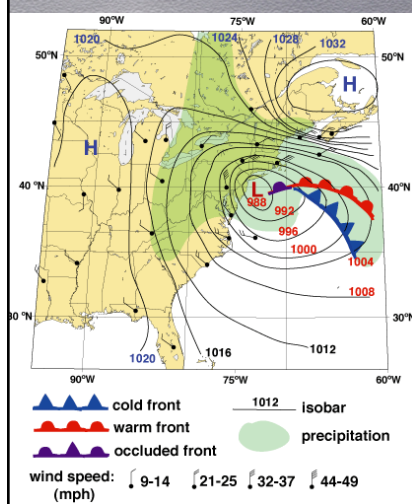 90°W 75°W 60°W
1020 1024 1028 1032
50°N 50°N
H
H
40°N L 40°N
988
992
996
1000
1004
1008
30°N 30°N
1020 1016 1012
90°W 75°W 60°W
cold front 1012 isobar
warm front precipitation
occluded front
wind speed: 9-14 21-25 32-37 44-49
(mph)